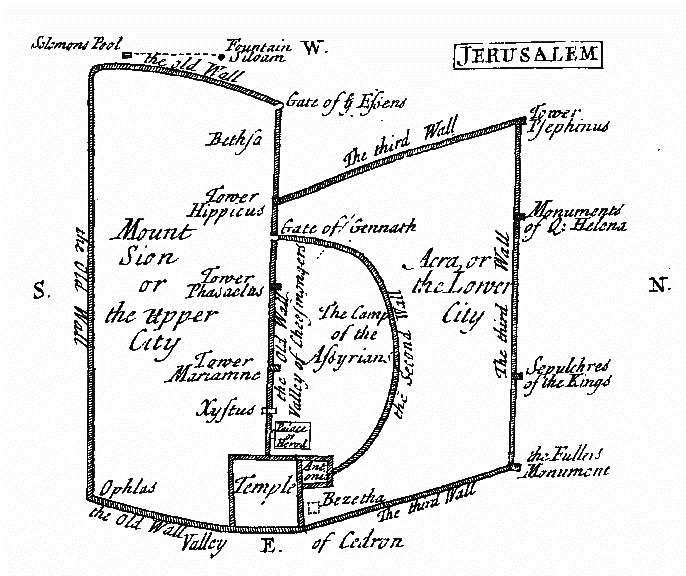 JERUSALEM
Solomons Pool
Fountain
Siloam
W.
the Old Wall
Gate of ẏ Eſsens
Bethſa
The third Wall
Tower
Pſephinus
Tower
Hippicus
Monuments
of Q: Helena
Gate of Gennath
Mount
Sion
or
the upper
City
the Old Wall
S.
Tower
Phasaelus
the Old Wall
Valley of Cheesmongers
The Camp
of the
Aſsyrians
the Second Wall
Acra, or
the Lower
City
The third Wall
N.
Tower
Mariamne
Sepulchres
of the Kings
Xyſtus
Palace
of
Herod
Temple
Ant
oni
the Fullers
Monument
Bezetha
Ophlas
the Old Wall
The third Wall
Valley
E.
of Cedron